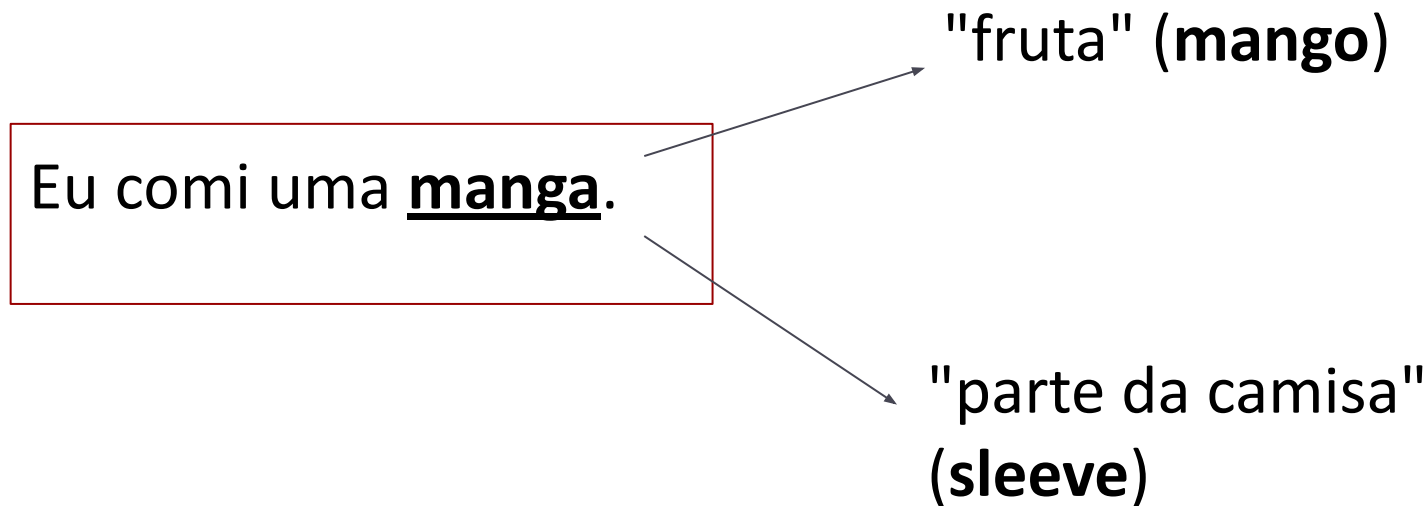 "fruta" (mango)
Eu comi uma manga.
"parte da camisa"
(sleeve)